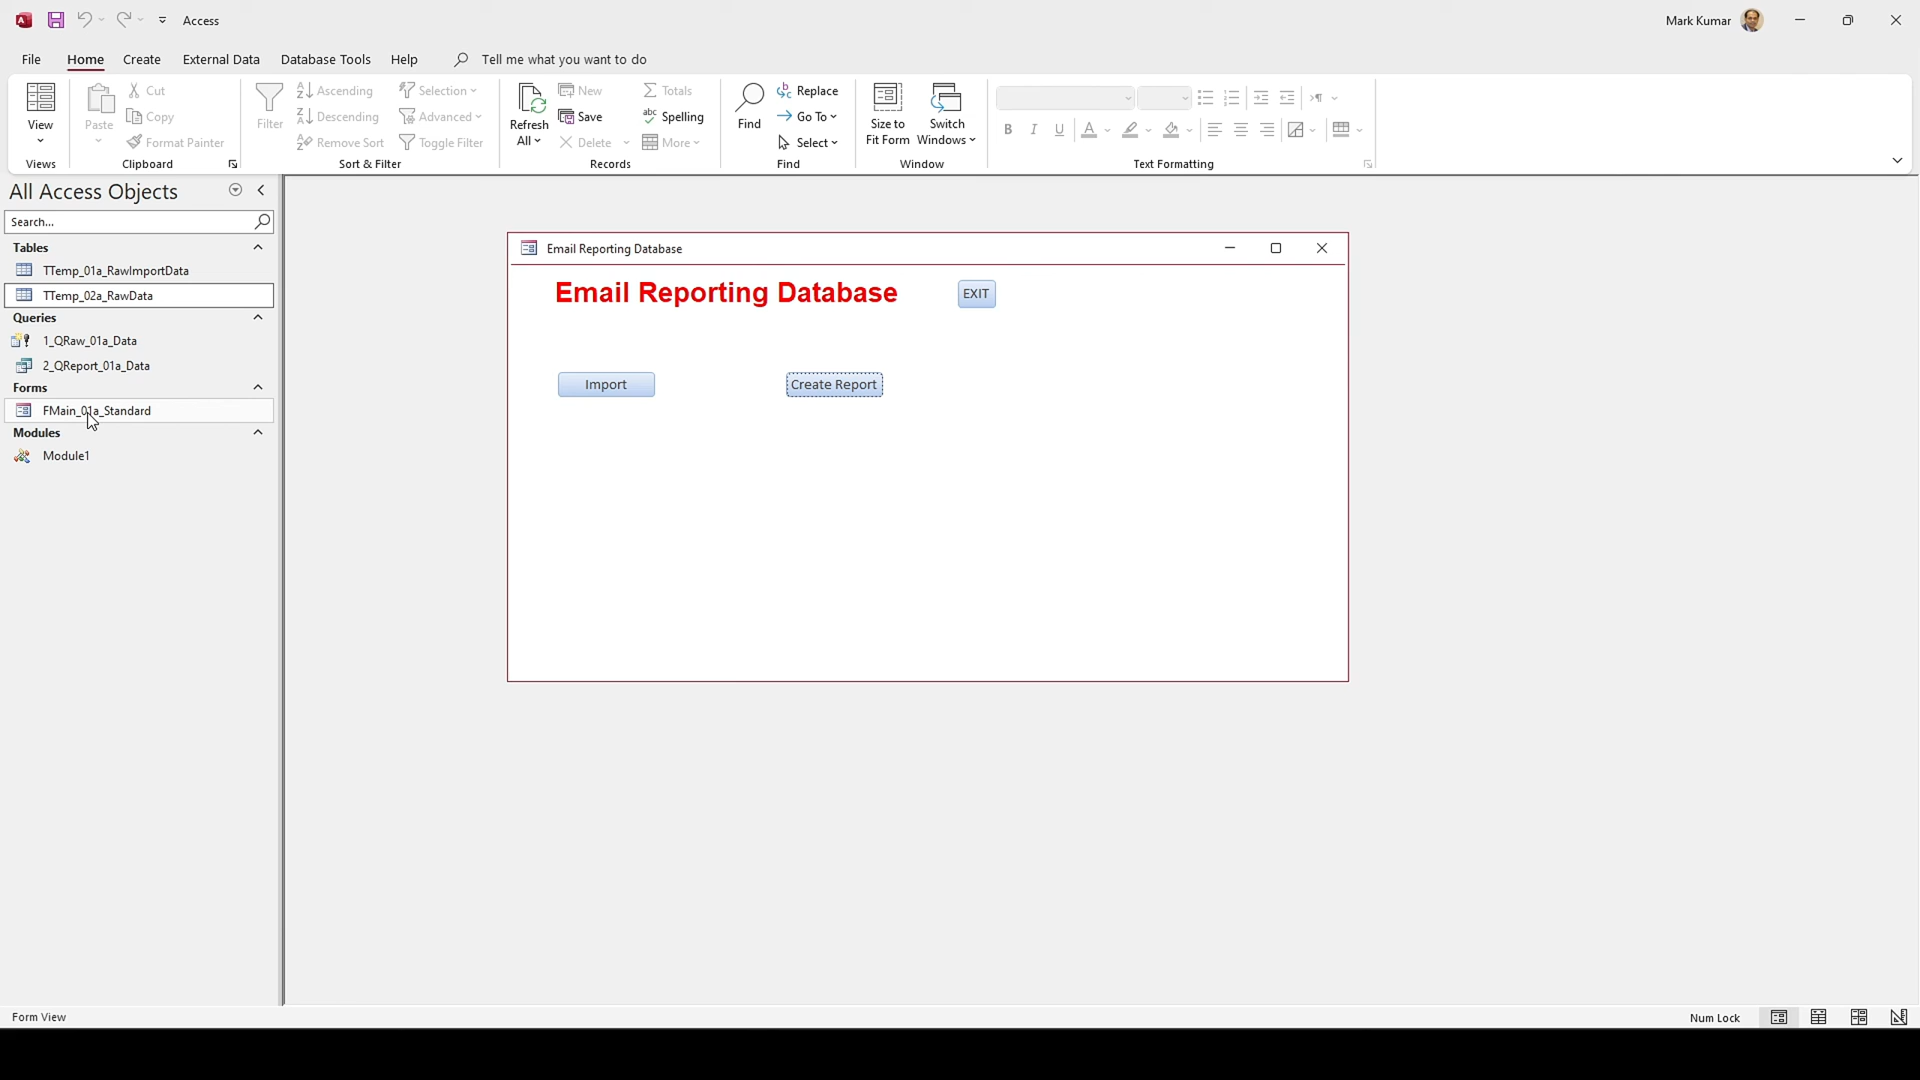 Access
Mark Kumar
File Home Create External Data Database Tools Help Tell me what you want to do
View
Views
Paste
Cut
Copy
Format Painter
Clipboard
Filter
Ascending
Descending
Remove Sort
Selection
Advanced
Toggle Filter
Sort & Filter
Refresh
All
New
Save
Delete
Totals
Spelling
More
Records
Find
Replace
Go To
Select
Find
Size to
Fit Form
Switch
Windows
Window
B I U A
Text Formatting
All Access Objects
Search...
Tables
TTemp_01a_RawImportData
TTemp_02a_RawData
Queries
1_QRaw_01a_Data
2_QReport_01a_Data
Forms
FMain_01a_Standard
Modules
Module1
Email Reporting Database
Email Reporting Database
EXIT
Import
Create Report
Form View
Num Lock